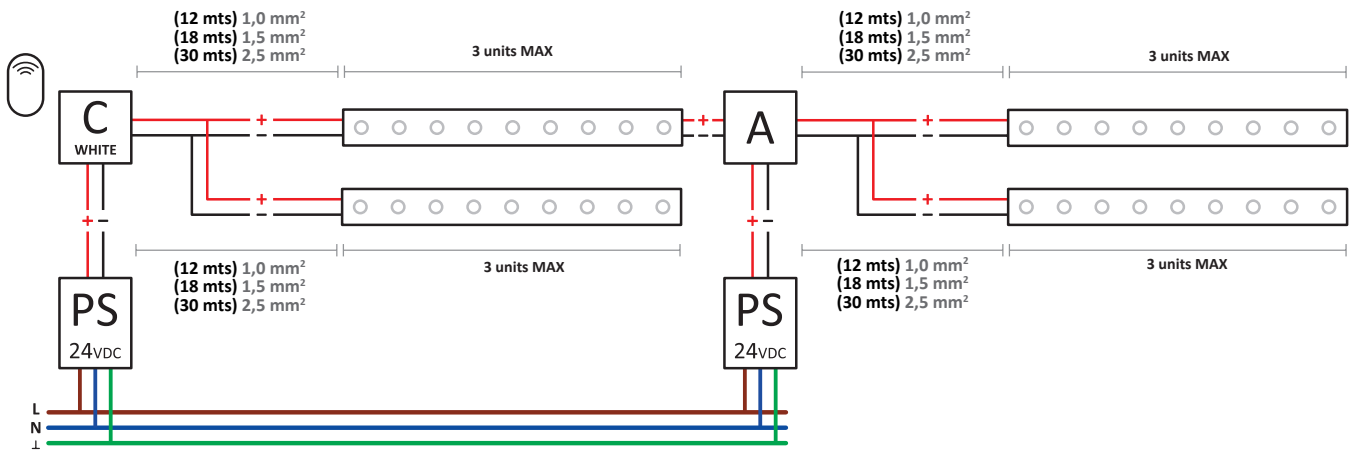 (12 mts) 1,0 mm²
(18 mts) 1,5 mm²
(30 mts) 2,5 mm²
3 units MAX
(12 mts) 1,0 mm²
(18 mts) 1,5 mm²
(30 mts) 2,5 mm²
3 units MAX
C
WHITE
+
−
+
−
A
+
−
+
−
+
−
+ −
+ −
(12 mts) 1,0 mm²
(18 mts) 1,5 mm²
(30 mts) 2,5 mm²
3 units MAX
(12 mts) 1,0 mm²
(18 mts) 1,5 mm²
(30 mts) 2,5 mm²
3 units MAX
PS
24VDC
PS
24VDC
L
N
⊥